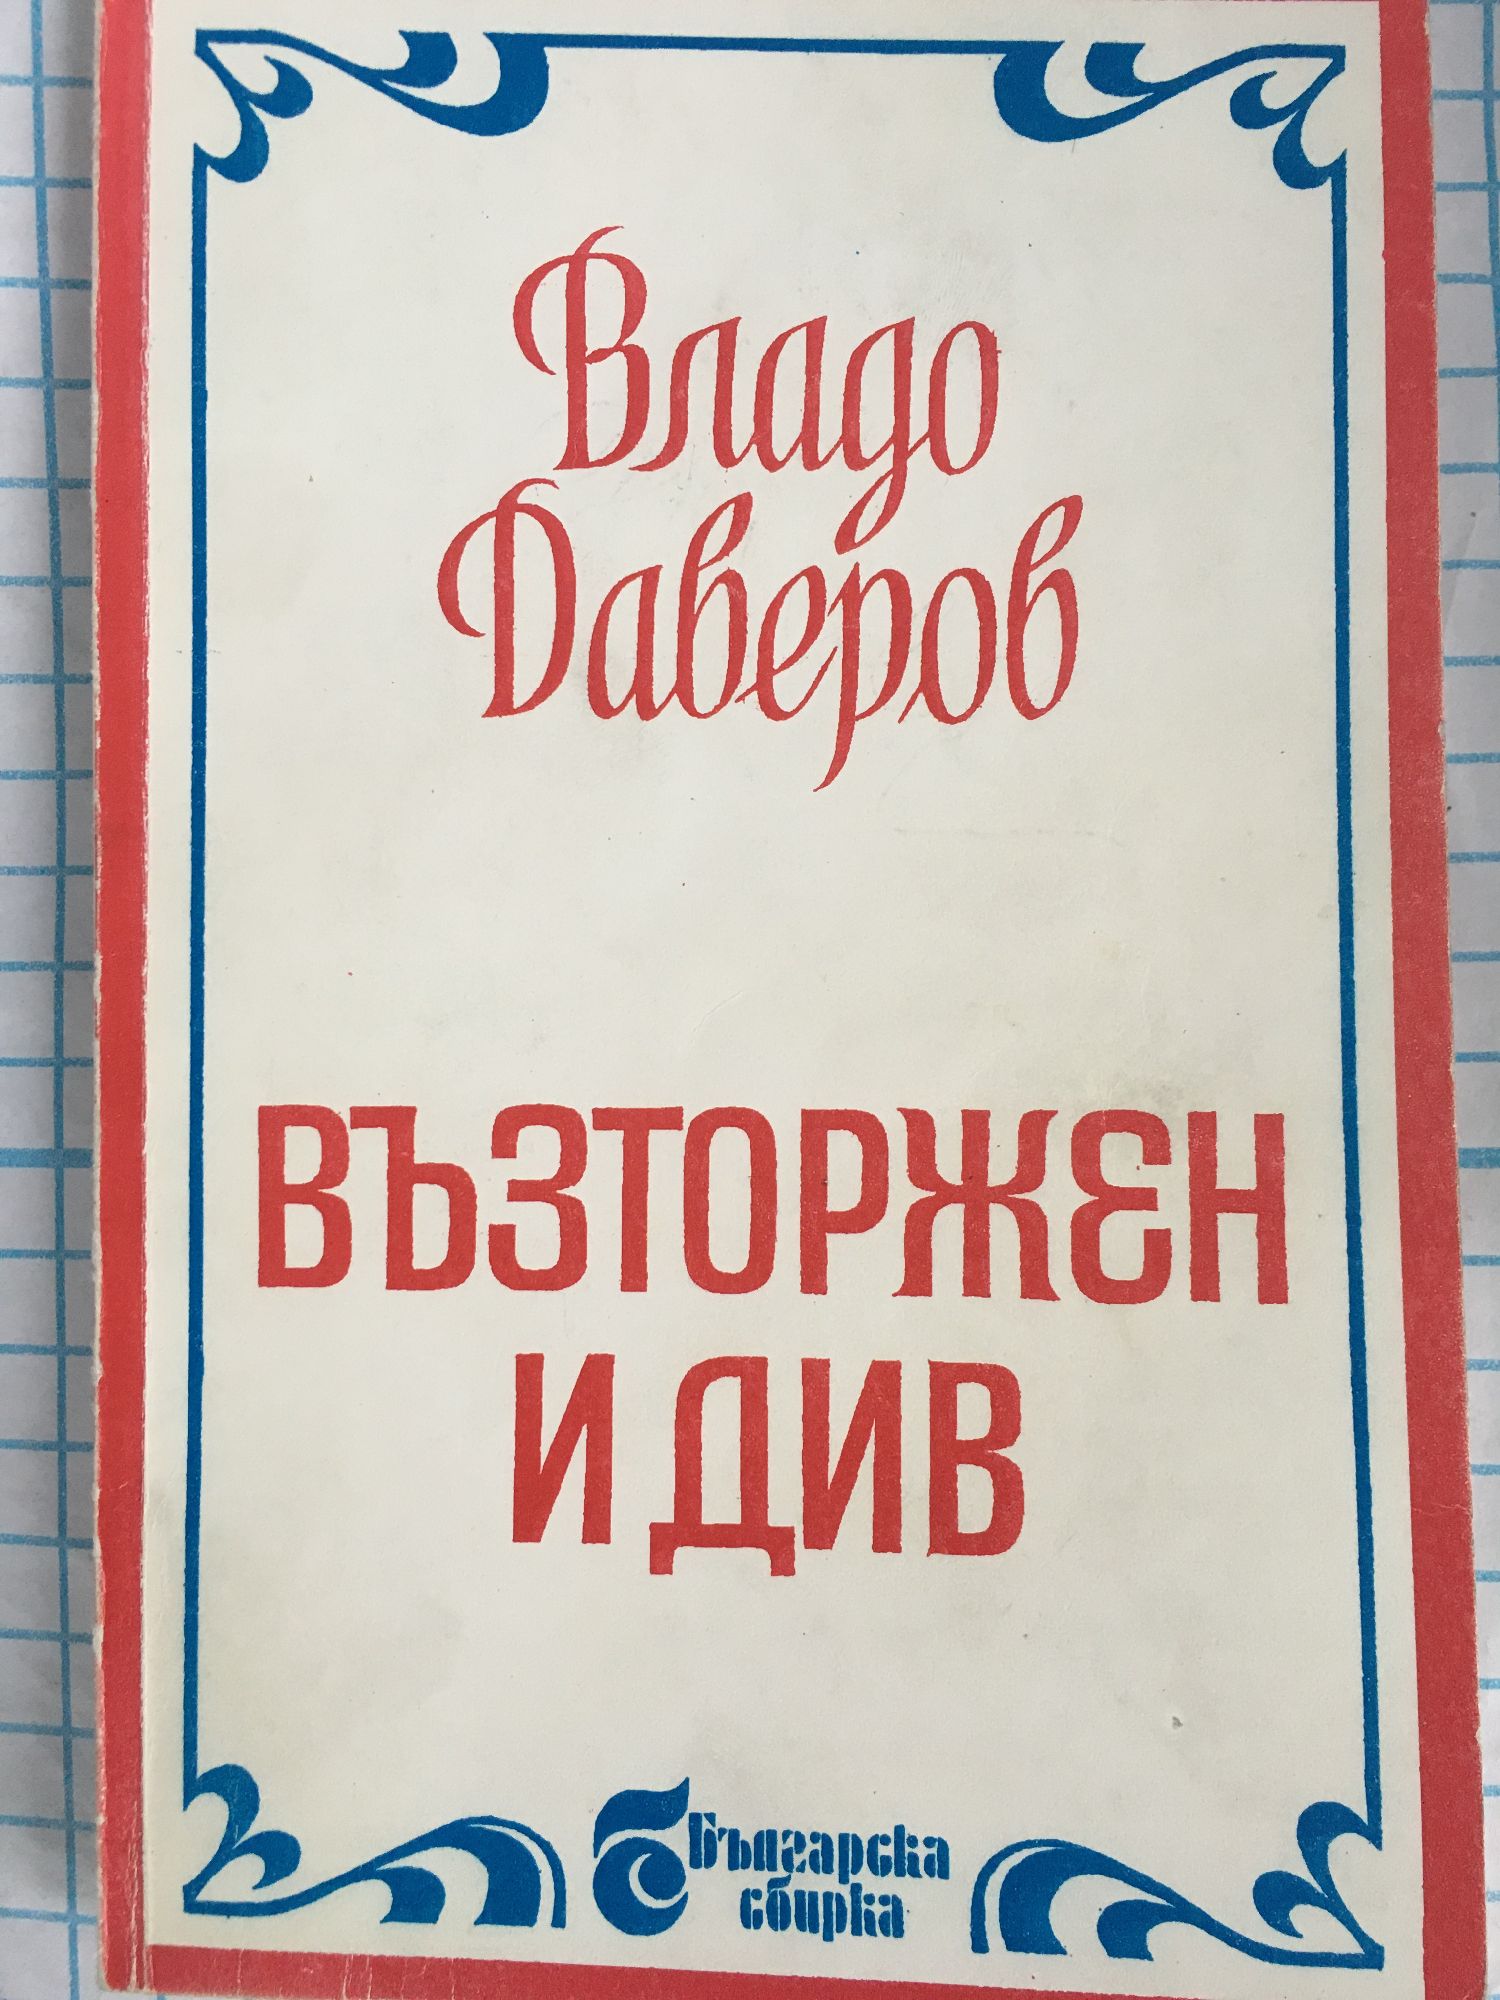 Владо
Даверов
ВЪЗТОРЖЕН
И ДИВ
Българска
сбирка